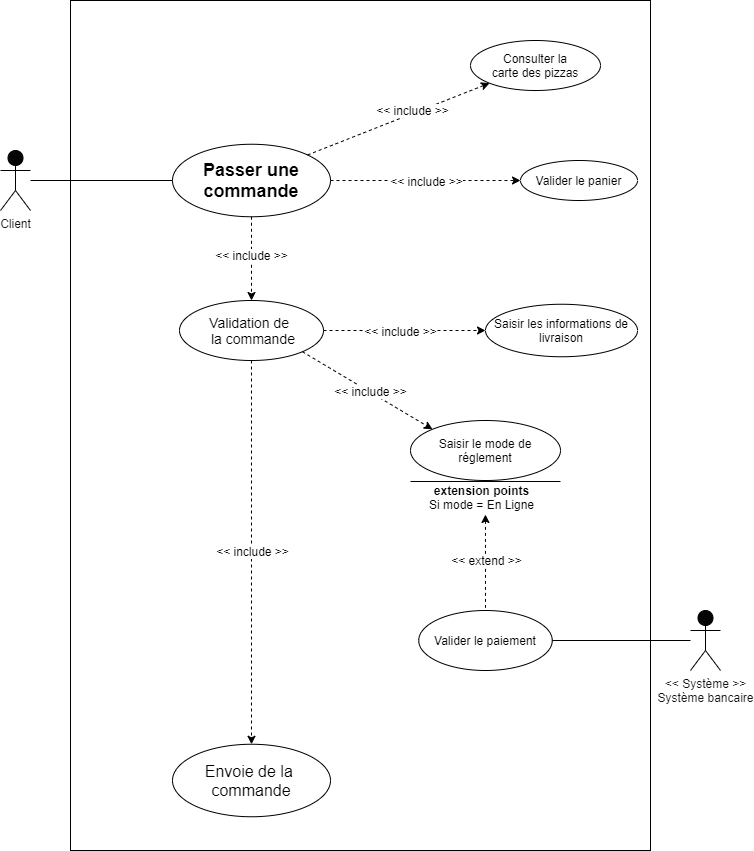 Consulter la
carte des pizzas
<< include >>
Passer une
commande
<< include >>
Valider le panier
Client
<< include >>
Validation de
la commande
<< include >>
Saisir les informations de
livraison
<< include >>
Saisir le mode de
réglement
extension points
Si mode = En Ligne
<< include >>
<< extend >>
Valider le paiement
<< Système >>
Système bancaire
Envoie de la
commande